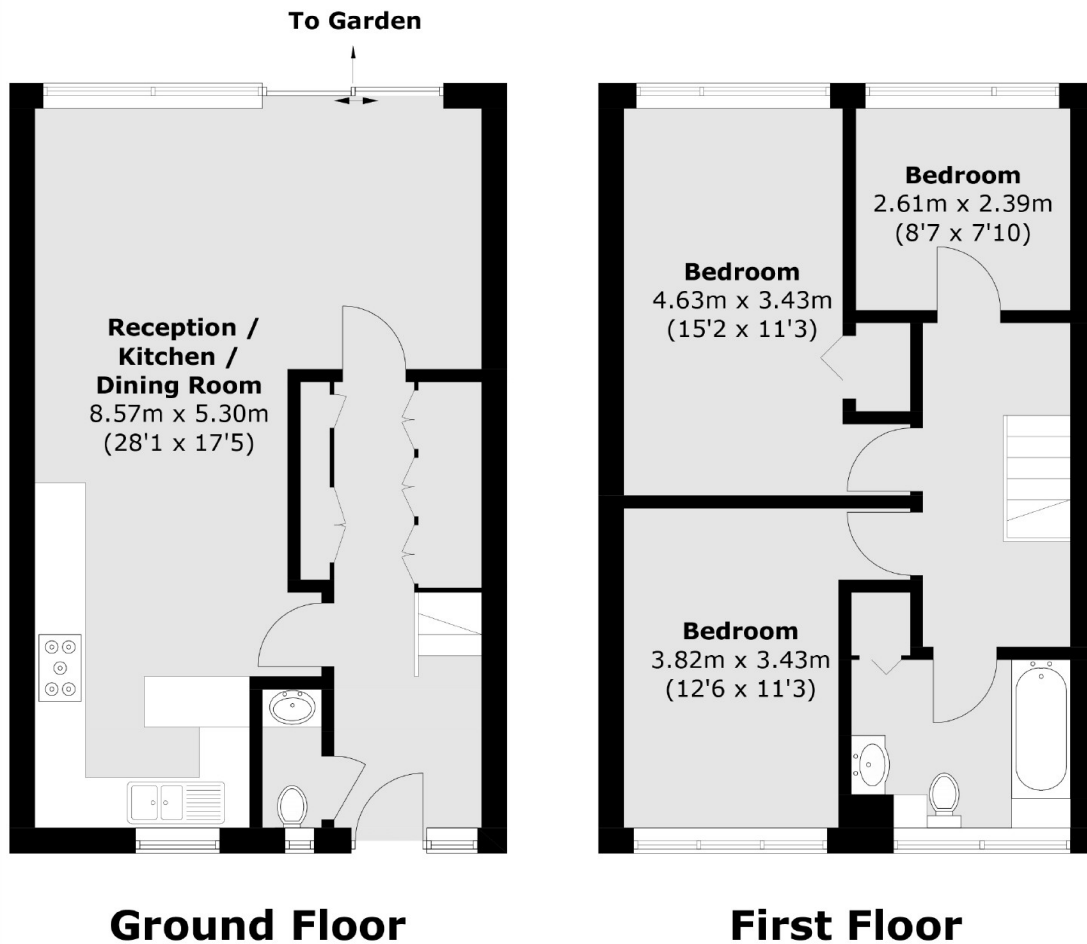 To Garden
Reception /
Kitchen /
Dining Room
8.57m x 5.30m
(28'1 x 17'5)
Ground Floor
Bedroom
2.61m x 2.39m
(8'7 x 7'10)
Bedroom
4.63m x 3.43m
(15'2 x 11'3)
Bedroom
3.82m x 3.43m
(12'6 x 11'3)
First Floor